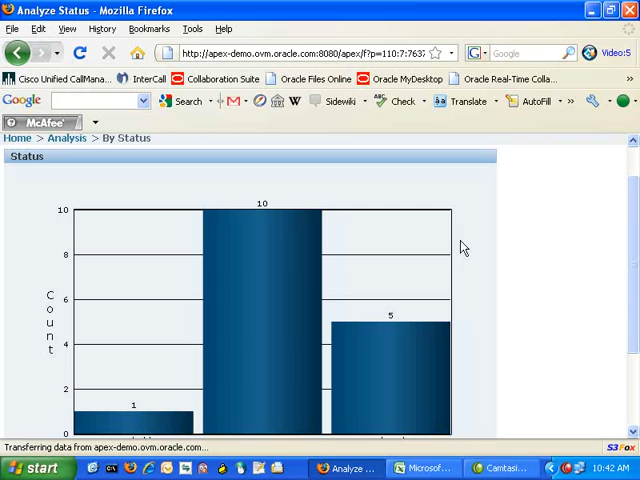 Analyze Status - Mozilla Firefox
File Edit View History Bookmarks Tools Help
http://apex-demo.ovm.oracle.com:8080/apex/f?p=110:7:7637 Google Video:5
Cisco Unified CallMana... InterCall Collaboration Suite Oracle Files Online Oracle MyDesktop Oracle Real-Time Colla...
Google Search Sidewiki Check Translate AutoFill
McAfee
Home > Analysis > By Status
Status
10
10
8
6
5
Count
4
2
1
0
Transferring data from apex-demo.ovm.oracle.com... S3Fox
start Analyze ... Microsof... Camtasi... 10:42 AM